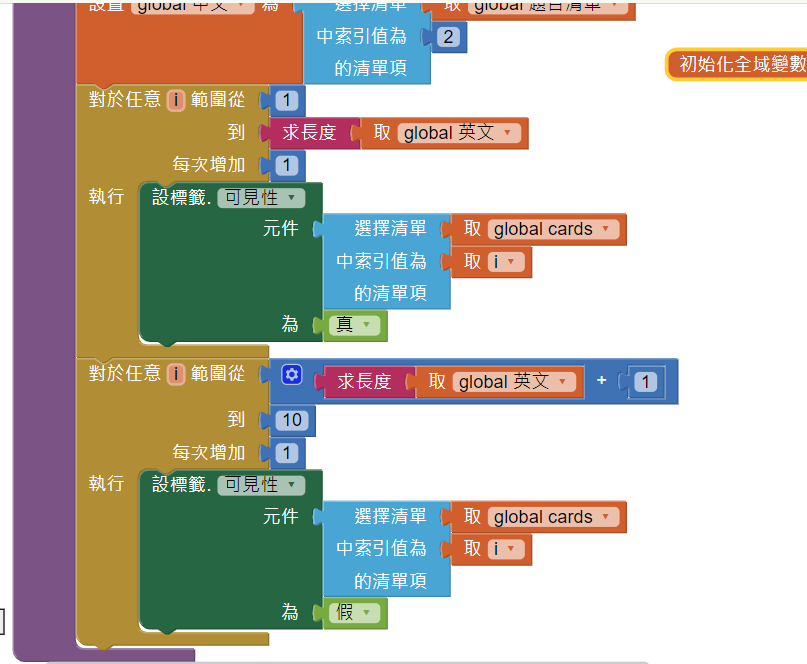 設置 global 中文 為 選擇清單 取 global 題目清單
中索引值為 2
的清單項
初始化全域變數
對於任意 i 範圍從 1
到 求長度 取 global 英文
每次增加 1
執行 設標籤. 可見性
元件 選擇清單 取 global cards
中索引值為 取 i
的清單項
為 真
對於任意 i 範圍從 求長度 取 global 英文 + 1
到 10
每次增加 1
執行 設標籤. 可見性
元件 選擇清單 取 global cards
中索引值為 取 i
的清單項
為 假